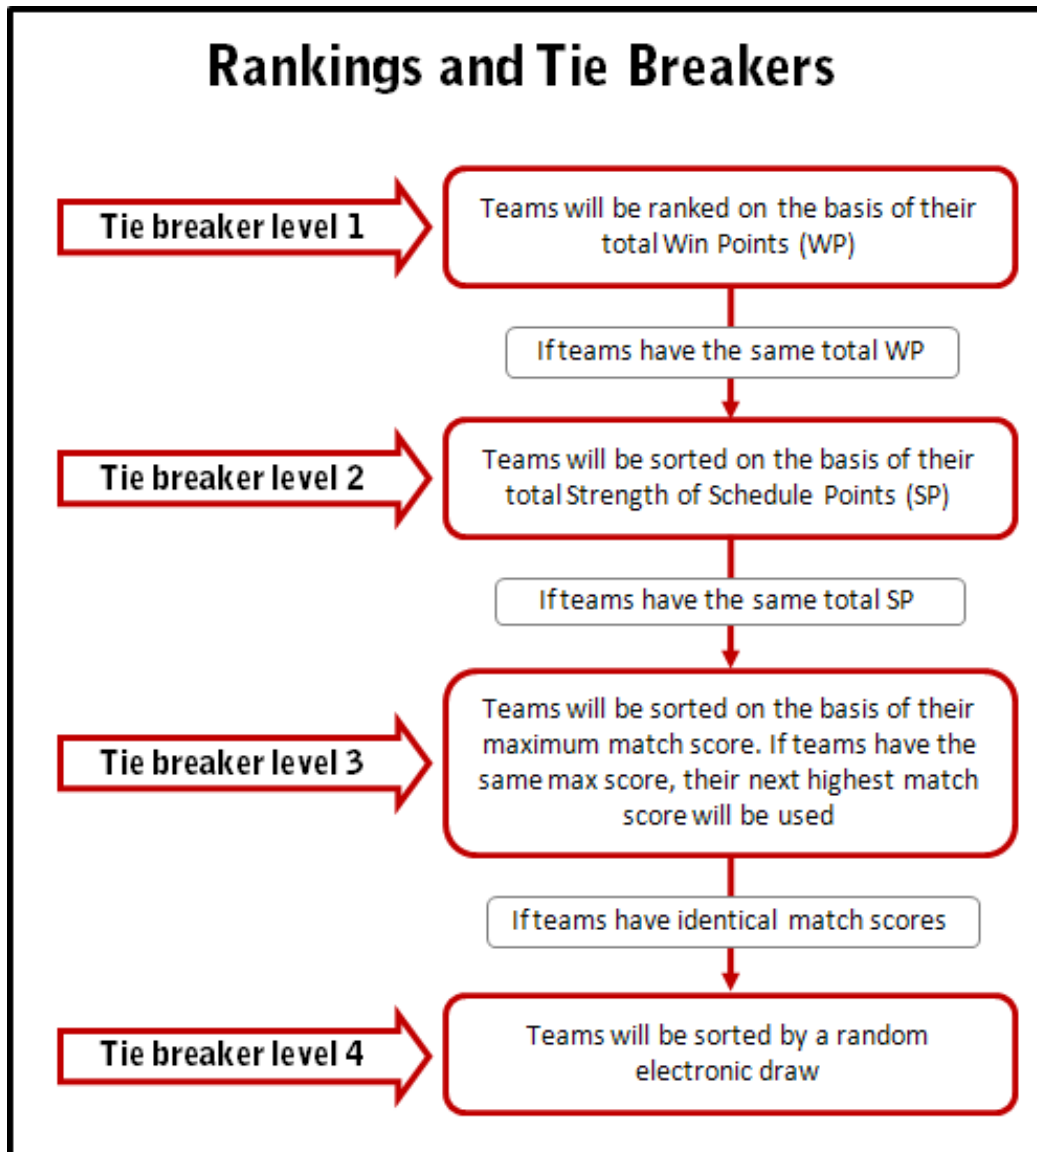 Rankings and Tie Breakers
Tie breaker level 1
Teams will be ranked on the basis of their
total Win Points (WP)
If teams have the same total WP
Tie breaker level 2
Teams will be sorted on the basis of their
total Strength of Schedule Points (SP)
If teams have the same total SP
Tie breaker level 3
Teams will be sorted on the basis of their
maximum match score. If teams have the
same max score, their next highest match
score will be used
If teams have identical match scores
Tie breaker level 4
Teams will be sorted by a random
electronic draw